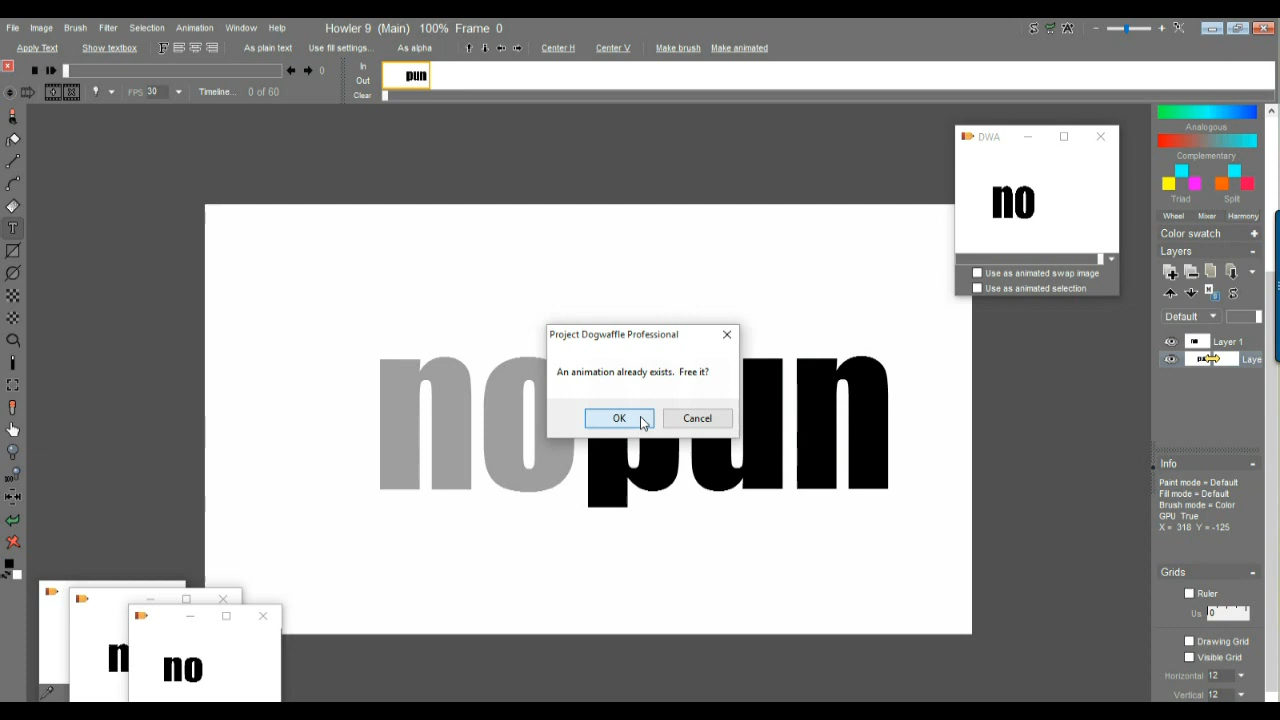 File Image Brush Filter Selection Animation Window Help Howler 9 (Main) 100% Frame 0
Apply Text Show textbox As plain text Use fill settings... As alpha Center H Center V Make brush Make animated
0
In
Out
Clear
pun
FPS 30 Timeline... 0 of 60
Analogous
Complementary
Triad Split
Wheel Mixer Harmony
Color swatch
Layers
Default
no Layer 1
Laye
DWA
no
Use as animated swap image
Use as animated selection
no
pun
Project Dogwaffle Professional
An animation already exists. Free it?
OK Cancel
Info
Paint mode = Default
Fill mode = Default
Brush mode = Color
GPU True
X = 318 Y = -125
Grids
Ruler
Us 0
Drawing Grid
Visible Grid
Horizontal 12
Vertical 12
n
no